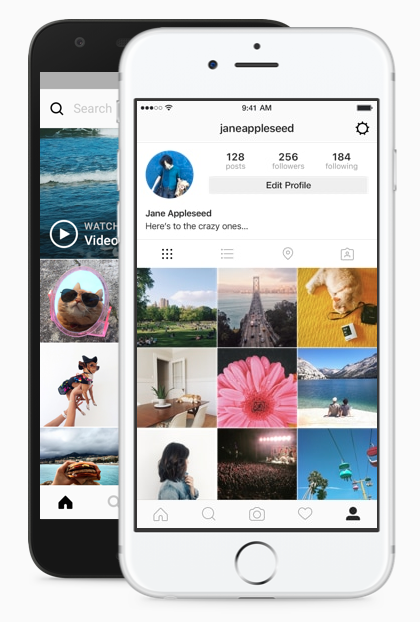 Search
WATCH
Video
9:41 AM
janeappleseed
128
posts
256
followers
184
following
Edit Profile
Jane Appleseed
Here's to the crazy ones...